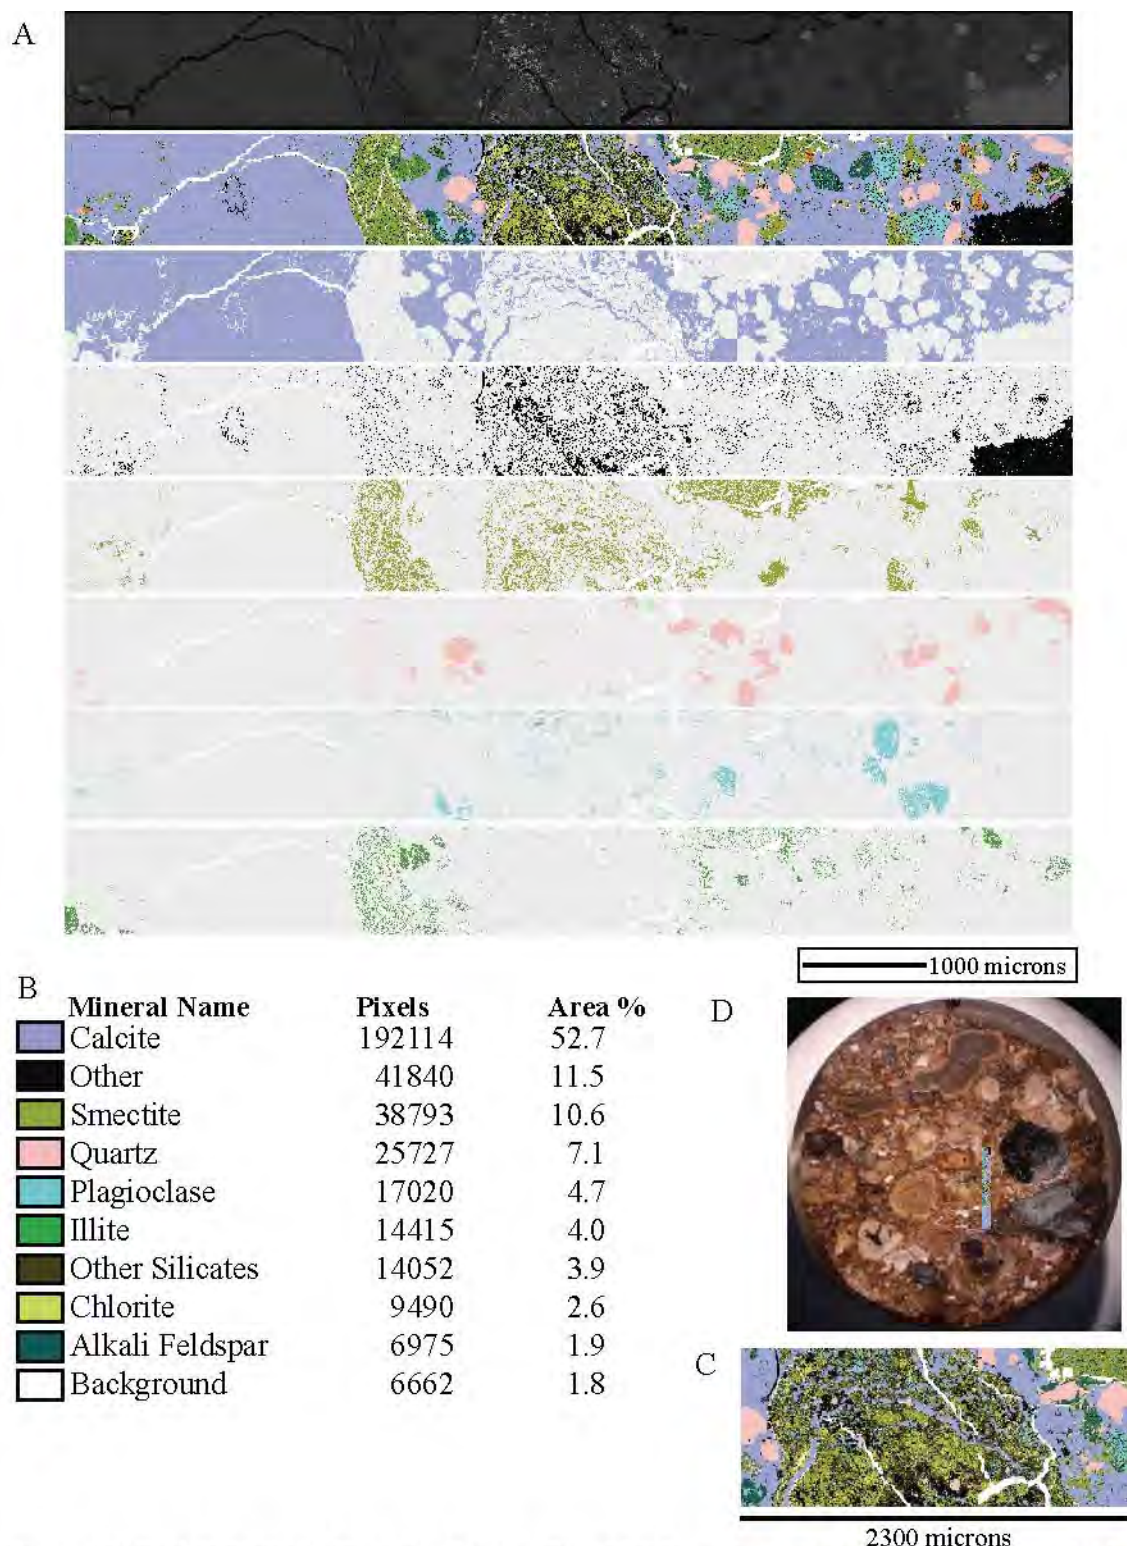 A
1000 microns
B
Mineral Name Pixels Area %
Calcite 192114 52.7
Other 41840 11.5
Smectite 38793 10.6
Quartz 25727 7.1
Plagioclase 17020 4.7
Illite 14415 4.0
Other Silicates 14052 3.9
Chlorite 9490 2.6
Alkali Feldspar 6975 1.9
Background 6662 1.8
D
C
2300 microns